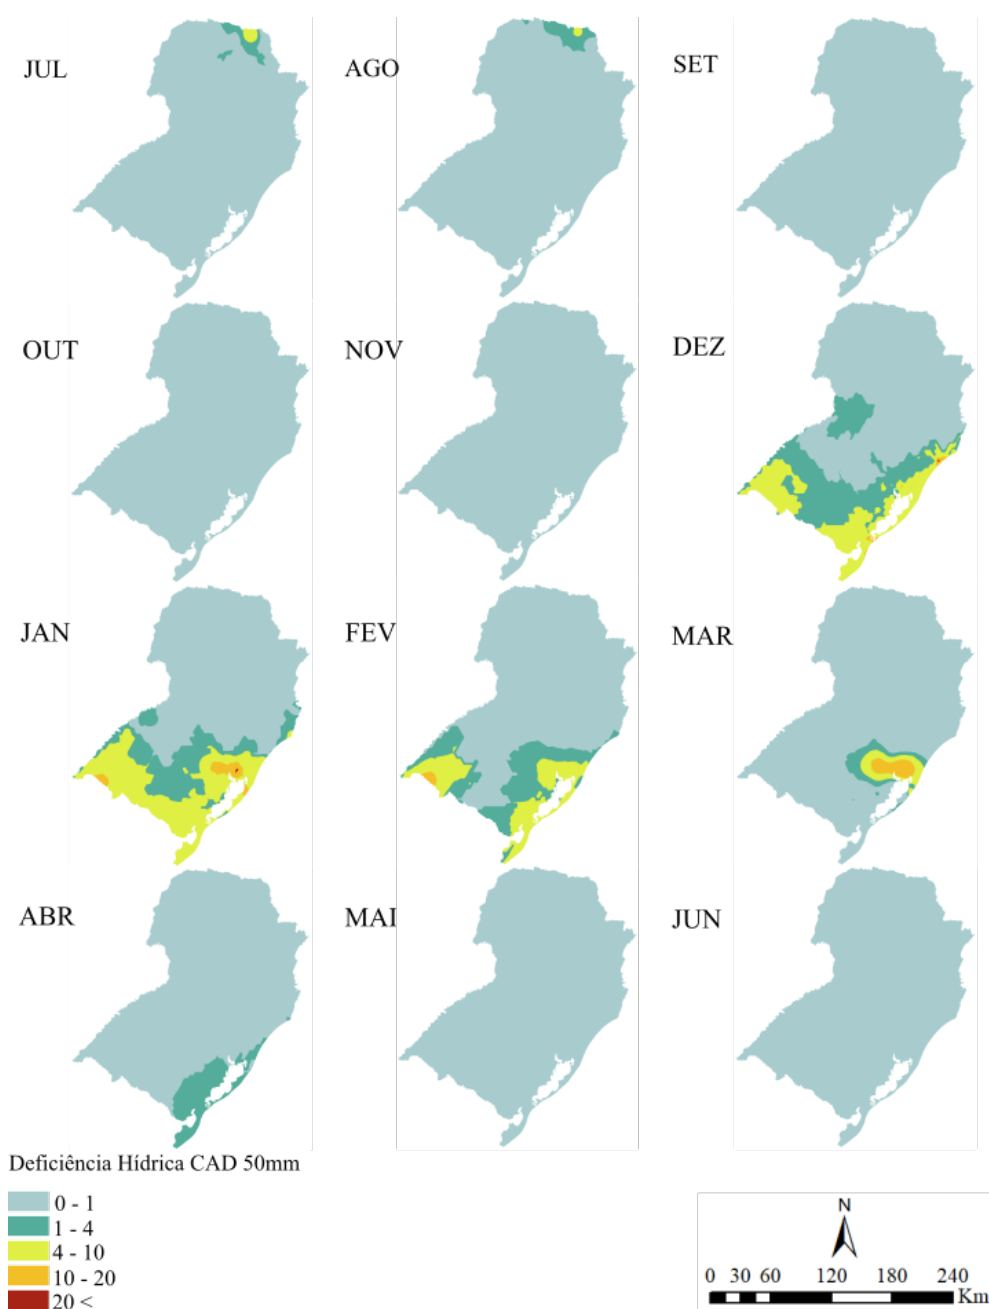 JUL
AGO
SET
OUT
NOV
DEZ
JAN
FEV
MAR
ABR
MAI
JUN
Deficiência Hídrica CAD 50mm
0 - 1
1 - 4
4 - 10
10 - 20
20 <
N
0 30 60 120 180 240
Km